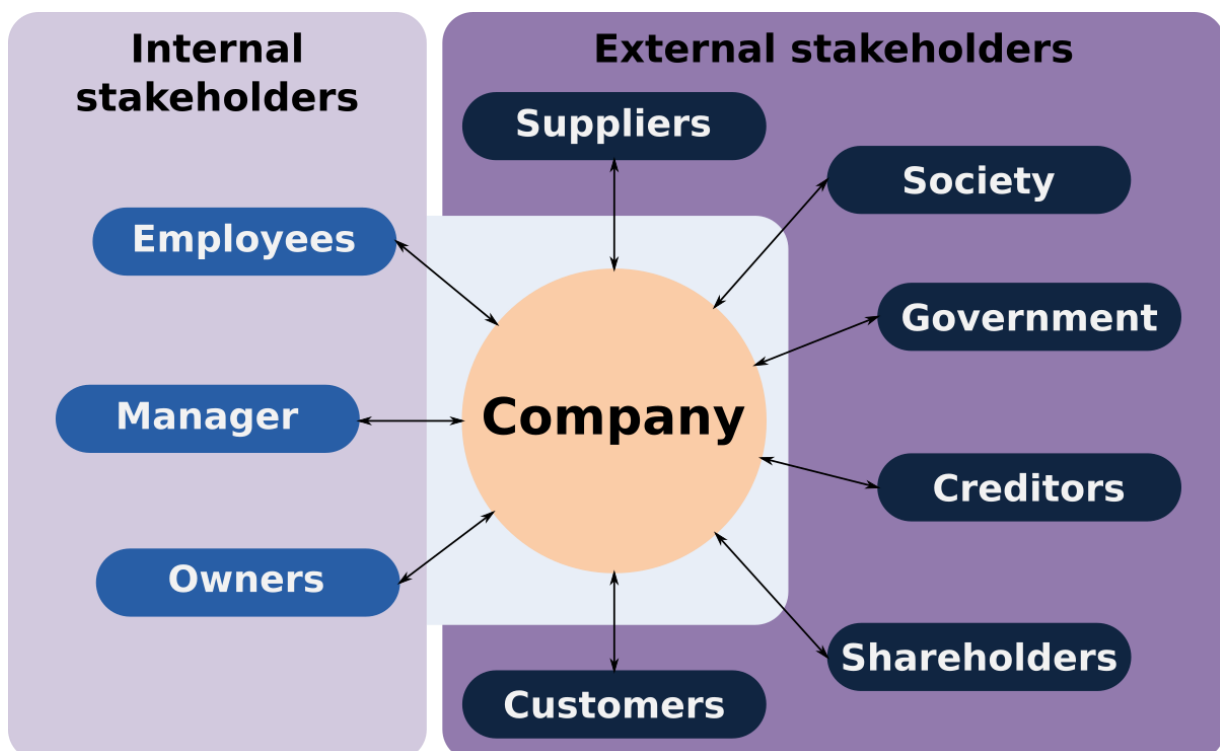 Internal
stakeholders
Employees
Manager
Owners
External stakeholders
Suppliers
Society
Government
Company
Creditors
Shareholders
Customers